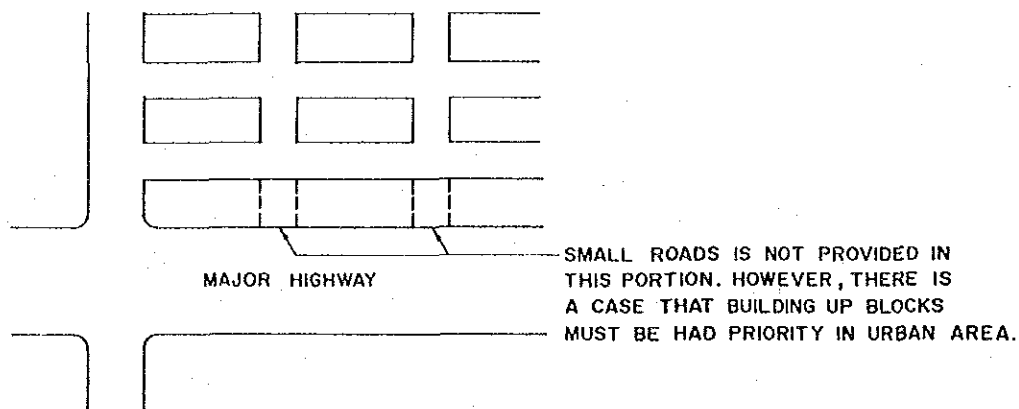 SMALL ROADS IS NOT PROVIDED IN
THIS PORTION. HOWEVER, THERE IS
A CASE THAT BUILDING UP BLOCKS
MUST BE HAD PRIORITY IN URBAN AREA.
MAJOR HIGHWAY